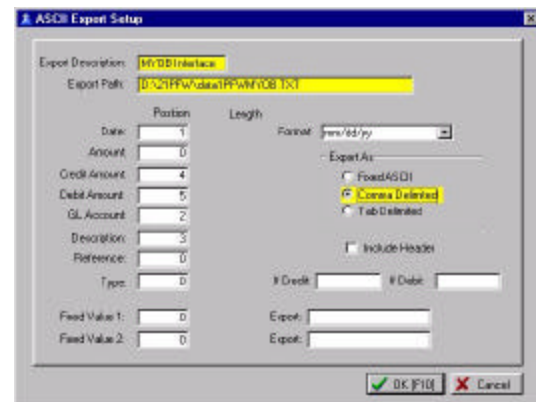 ASCII Export Setup
Export Description: MYOB Interface
Export Path: D:\21PFW\data1PFWMYOB.TXT
Position Length
Date: 1 Format: mm/dd/yy
Amount: 0 Export As
Credit Amount: 4 Fixed ASCII
Debit Amount: 5 Comma Delimited
GL Account: 2 Tab Delimited
Description: 3 Include Header
Reference: 0
Type: 0 If Credit: If Debit:
Fixed Value 1: 0 Export:
Fixed Value 2: 0 Export:
OK [F10] Cancel